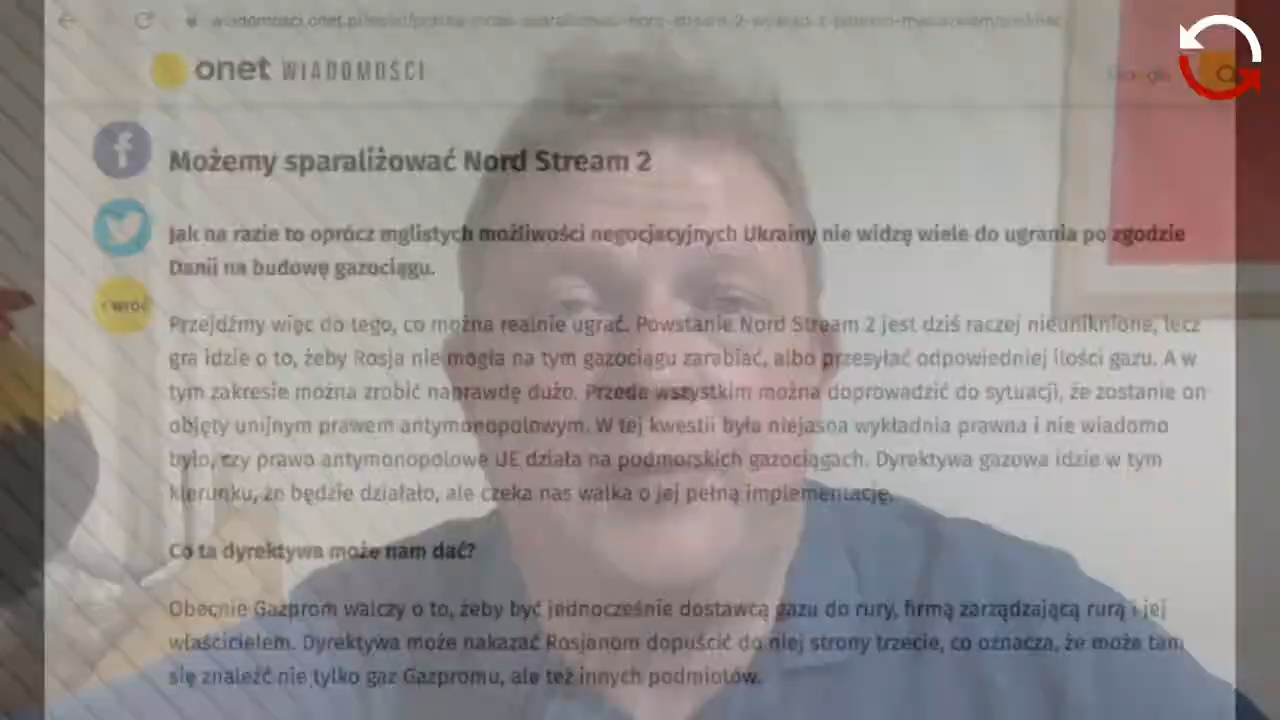 onet WIADOMOŚCI
Google
Możemy sparaliżować Nord Stream 2
Jak na razie to oprócz mglistych możliwości negocjacyjnych Ukrainy nie widzę wiele do ugrania po zgodzie
Danii na budowę gazociągu.
Przejdźmy więc do tego, co można realnie ugrać. Powstanie Nord Stream 2 jest dziś raczej nieuniknione, lecz
gra idzie o to, żeby Rosja nie mogła na tym gazociągu zarabiać, albo przesyłać odpowiedniej ilości gazu. A w
tym zakresie można zrobić naprawdę dużo. Przede wszystkim można doprowadzić do sytuacji, że zostanie on
objęty unijnym prawem antymonopolowym. W tej kwestii była niejasna wykładnia prawna i nie wiadomo
było, czy prawo antymonopolowe UE działa na podmorskich gazociągach. Dyrektywa gazowa idzie w tym
kierunku, że będzie działało, ale czeka nas walka o jej pełną implementację.
Co ta dyrektywa może nam dać?
Obecnie Gazprom walczy o to, żeby być jednocześnie dostawcą gazu do rury, firmą zarządzającą rurą i jej
właścicielem. Dyrektywa może nakazać Rosjanom dopuścić do niej strony trzecie, co oznacza, że może tam
się znaleźć nie tylko gaz Gazpromu, ale też innych podmiotów.